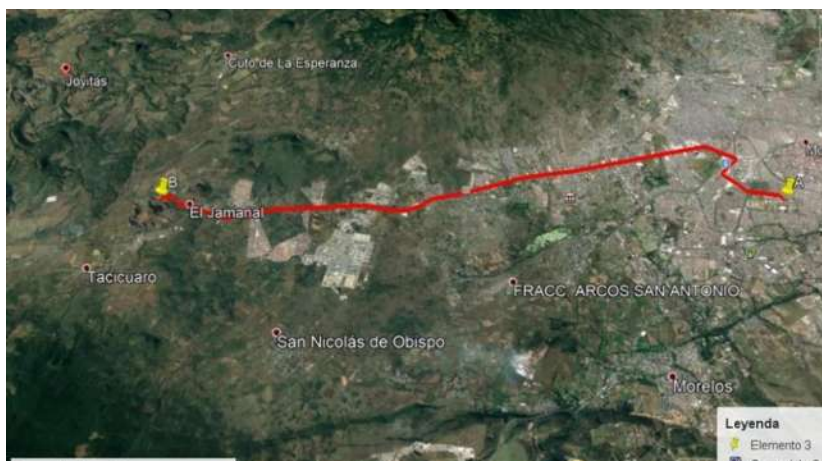 Cuto de La Esperanza
Joyitas
B
A
El Jamanal
Tacicuaro
FRACC. ARCOS SAN ANTONIO
San Nicolás de Obispo
Morelos
Leyenda
Elemento 3